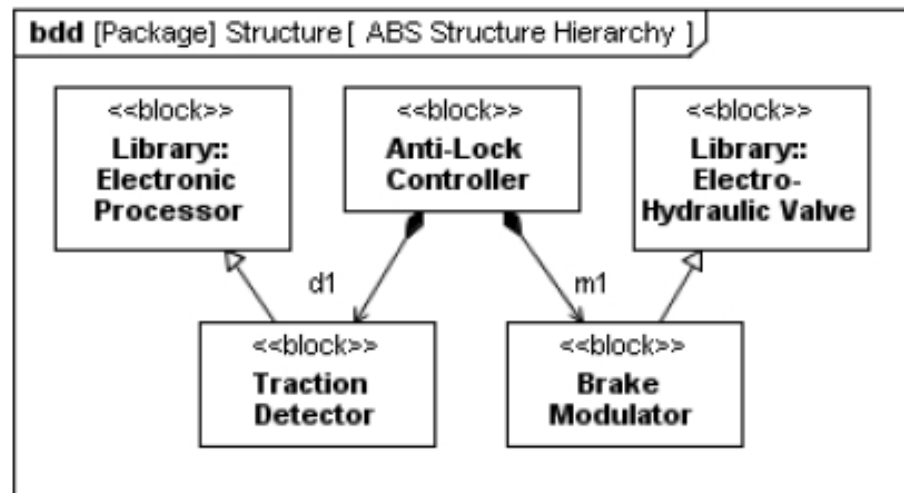 bdd [Package] Structure [ ABS Structure Hierarchy ]
<<block>>
Library::
Electronic
Processor
<<block>>
Anti-Lock
Controller
<<block>>
Library::
Electro-
Hydraulic Valve
d1
m1
<<block>>
Traction
Detector
<<block>>
Brake
Modulator